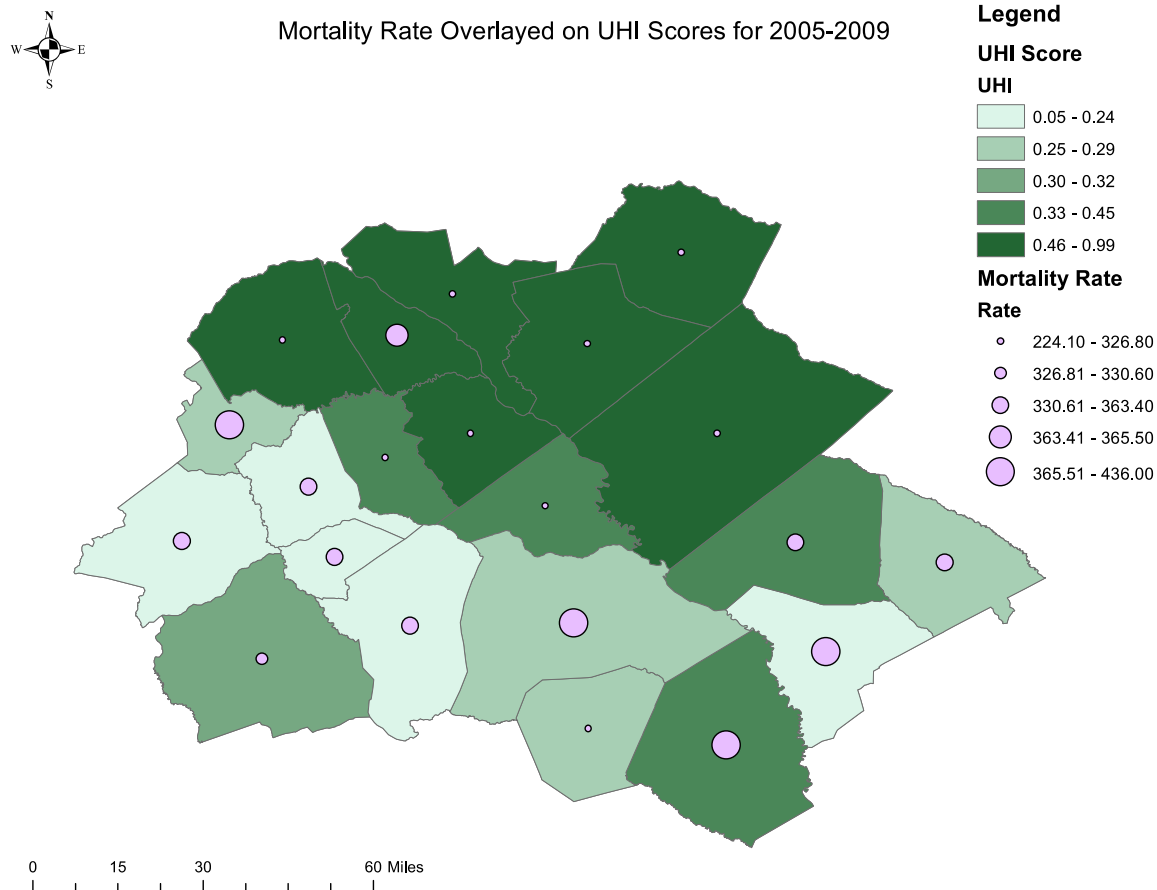 N
W E
S
Mortality Rate Overlayed on UHI Scores for 2005-2009
Legend
UHI Score
UHI
0.05 - 0.24
0.25 - 0.29
0.30 - 0.32
0.33 - 0.45
0.46 - 0.99
Mortality Rate
Rate
224.10 - 326.80
326.81 - 330.60
330.61 - 363.40
363.41 - 365.50
365.51 - 436.00
0 15 30 60 Miles